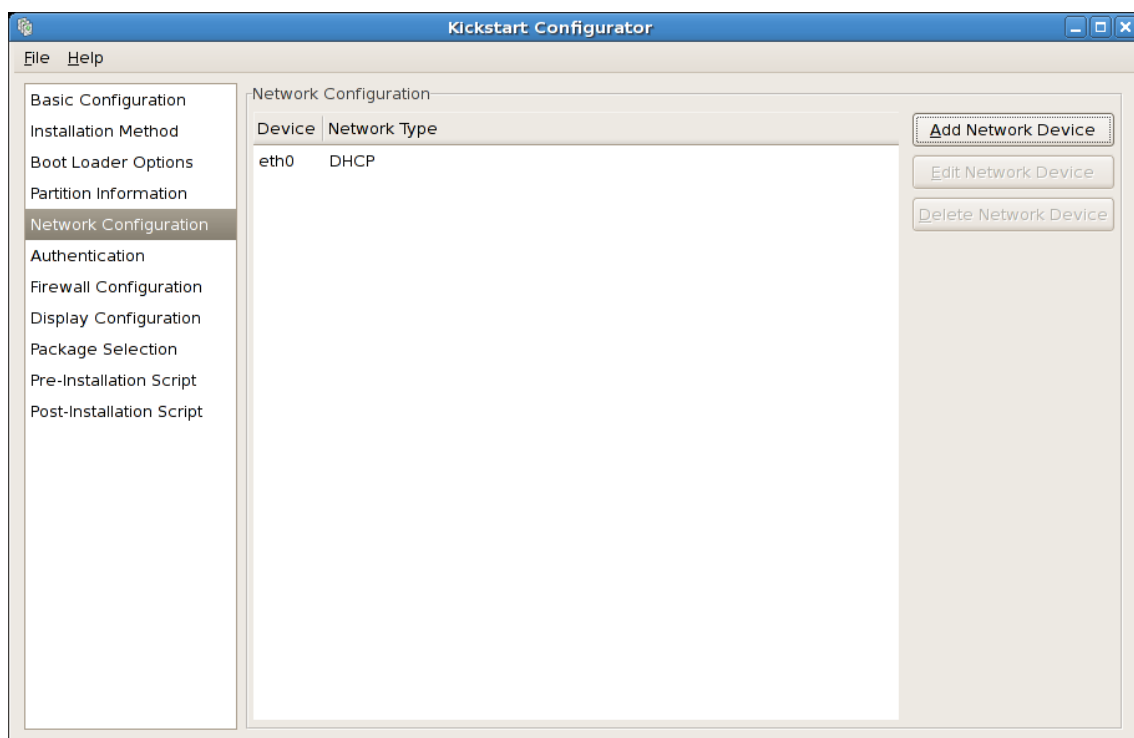 Kickstart Configurator
File Help
Basic Configuration
Installation Method
Boot Loader Options
Partition Information
Network Configuration
Authentication
Firewall Configuration
Display Configuration
Package Selection
Pre-Installation Script
Post-Installation Script
Network Configuration
Device Network Type
eth0 DHCP
Add Network Device
Edit Network Device
Delete Network Device